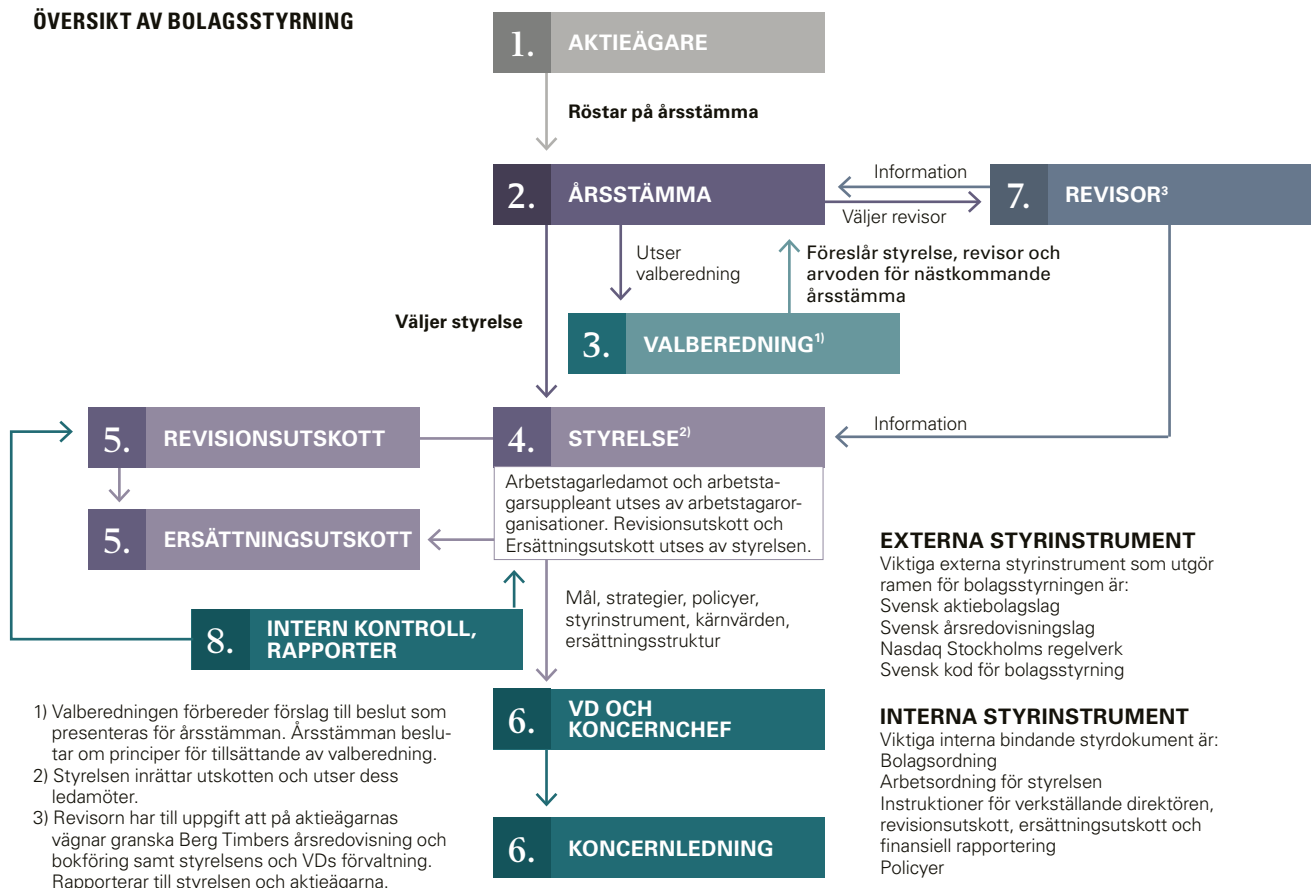 ÖVERSIKT AV BOLAGSSTYRNING
1. AKTIEÄGARE
Röstar på årsstämma
2. ÅRSSTÄMMA
Information
Väljer revisor
7. REVISOR³
Utser
valberedning
Föreslår styrelse, revisor och
arvoden för nästkommande
årsstämma
Väljer styrelse
3. VALBEREDNING¹⁾
5. REVISIONSUTSKOTT
4. STYRELSE²⁾
Information
Arbetstagarledamot och arbetsta-
garsuppleant utses av arbetstagaror-
ganisationer. Revisionsutskott och
Ersättningsutskott utses av styrelsen.
5. ERSÄTTNINGSUTSKOTT
8. INTERN KONTROLL,
RAPPORTER
Mål, strategier, policyer,
styrinstrument, kärnvärden,
ersättningsstruktur
6. VD OCH
KONCERNCHEF
6. KONCERNLEDNING
EXTERNA STYRINSTRUMENT
Viktiga externa styrinstrument som utgör
ramen för bolagsstyrningen är:
Svensk aktiebolagslag
Svensk årsredovisningslag
Nasdaq Stockholms regelverk
Svensk kod för bolagsstyrning
INTERNA STYRINSTRUMENT
Viktiga interna bindande styrdokument är:
Bolagsordning
Arbetsordning för styrelsen
Instruktioner för verkställande direktören,
revisionsutskott, ersättningsutskott och
finansiell rapportering
Policyer
1) Valberedningen förbereder förslag till beslut som
presenteras för årsstämman. Årsstämman beslu-
tar om principer för tillsättande av valberedning.
2) Styrelsen inrättar utskotten och utser dess
ledamöter.
3) Revisorn har till uppgift att på aktieägarnas
vägnar granska Berg Timbers årsredovisning och
bokföring samt styrelsens och VDs förvaltning.
Rapporterar till styrelsen och aktieägarna.